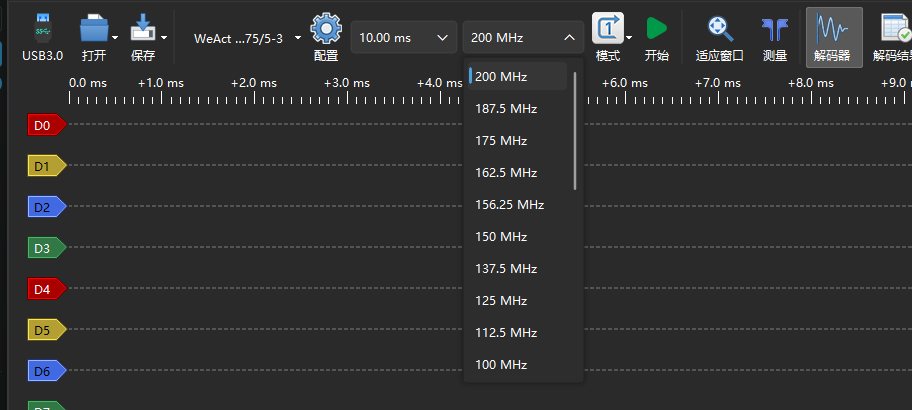 USB3.0 打开 保存 WeAct ...75/5-3 配置 10.00 ms 200 MHz 模式 开始 适应窗口 测量 解码器 解码结
0.0 ms +1.0 ms +2.0 ms +3.0 ms +4.0 ms +6.0 ms +7.0 ms +8.0 ms +9.0
200 MHz
187.5 MHz
175 MHz
162.5 MHz
156.25 MHz
150 MHz
137.5 MHz
125 MHz
112.5 MHz
100 MHz
D0
D1
D2
D3
D4
D5
D6